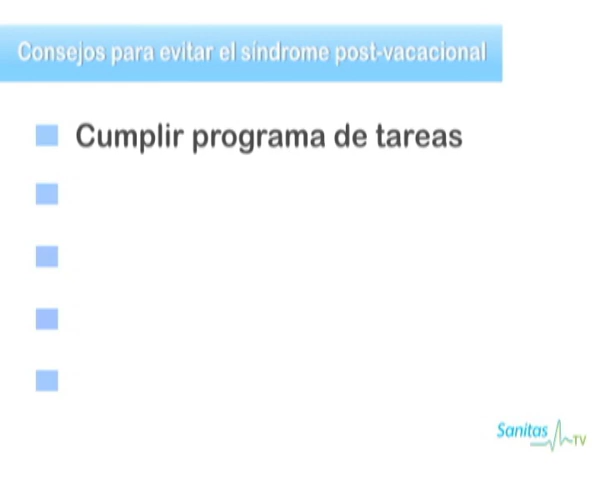 Consejos para evitar el síndrome post-vacacional
Cumplir programa de tareas
Sanitas TV